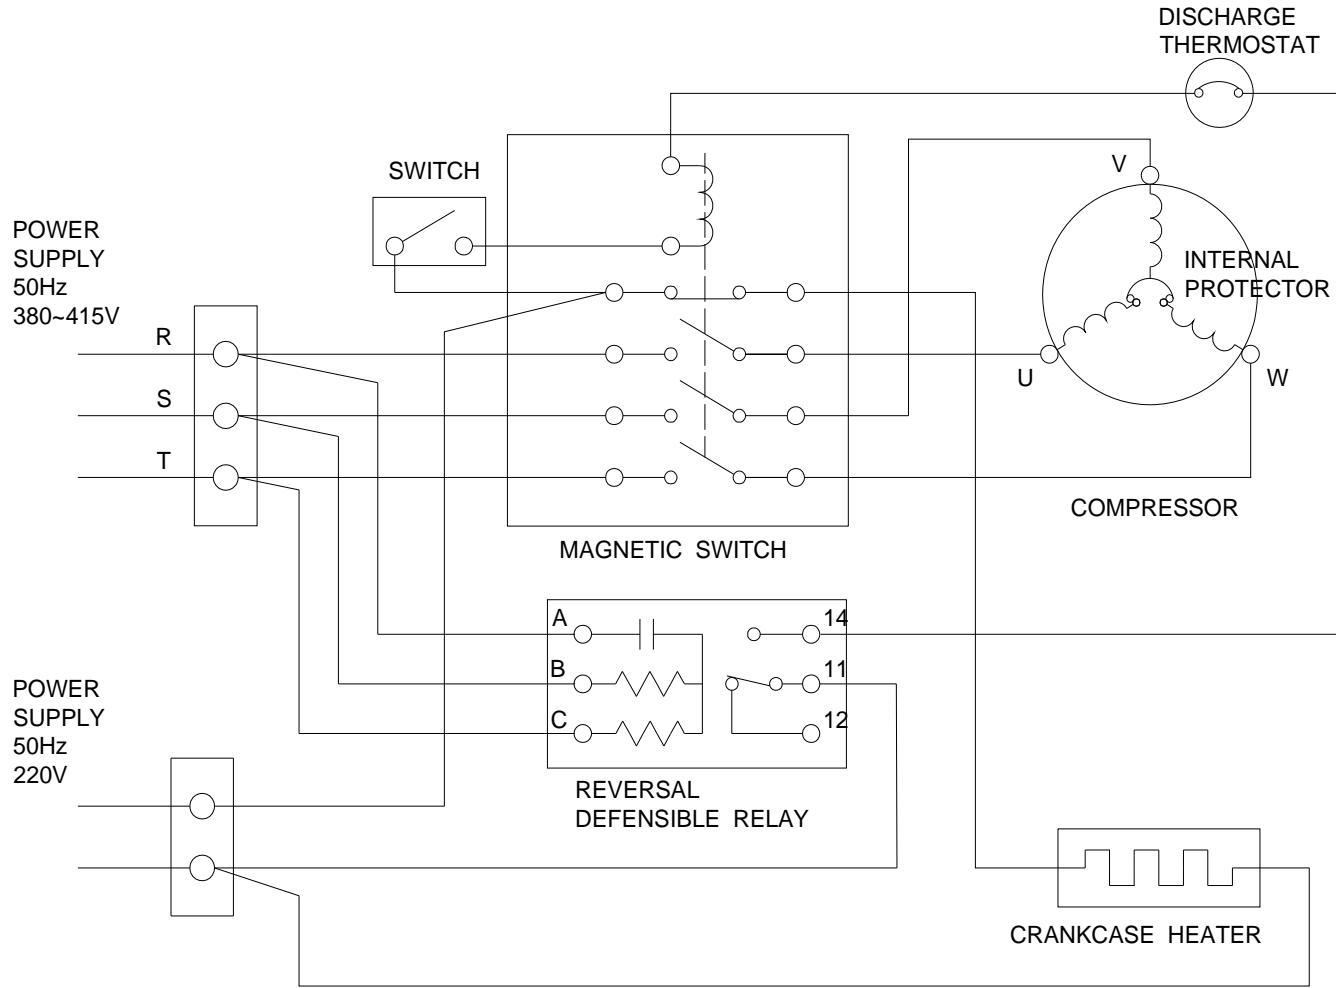 DISCHARGE
THERMOSTAT
SWITCH
V
POWER
SUPPLY
50Hz
380~415V
INTERNAL
PROTECTOR
R
S
T
U
W
COMPRESSOR
MAGNETIC SWITCH
A
14
B
11
C
12
POWER
SUPPLY
50Hz
220V
REVERSAL
DEFENSIBLE RELAY
CRANKCASE HEATER